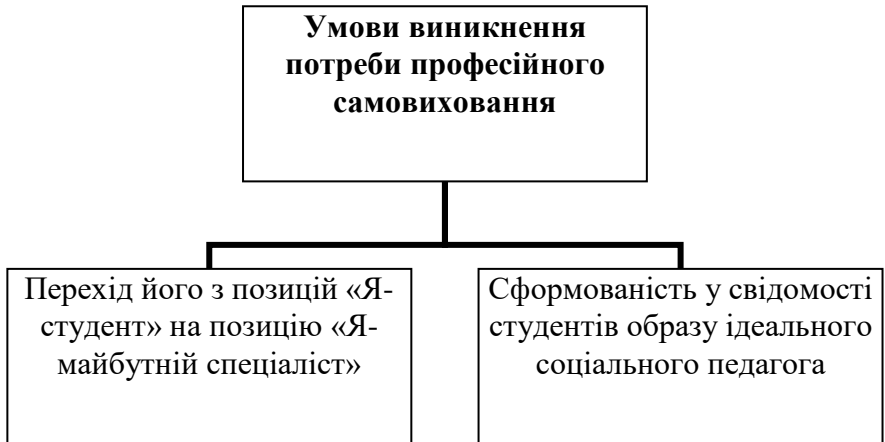 Умови виникнення
потреби професійного
самовиховання
Перехід його з позицій «Я-
студент» на позицію «Я-
майбутній спеціаліст»
Сформованість у свідомості
студентів образу ідеального
соціального педагога